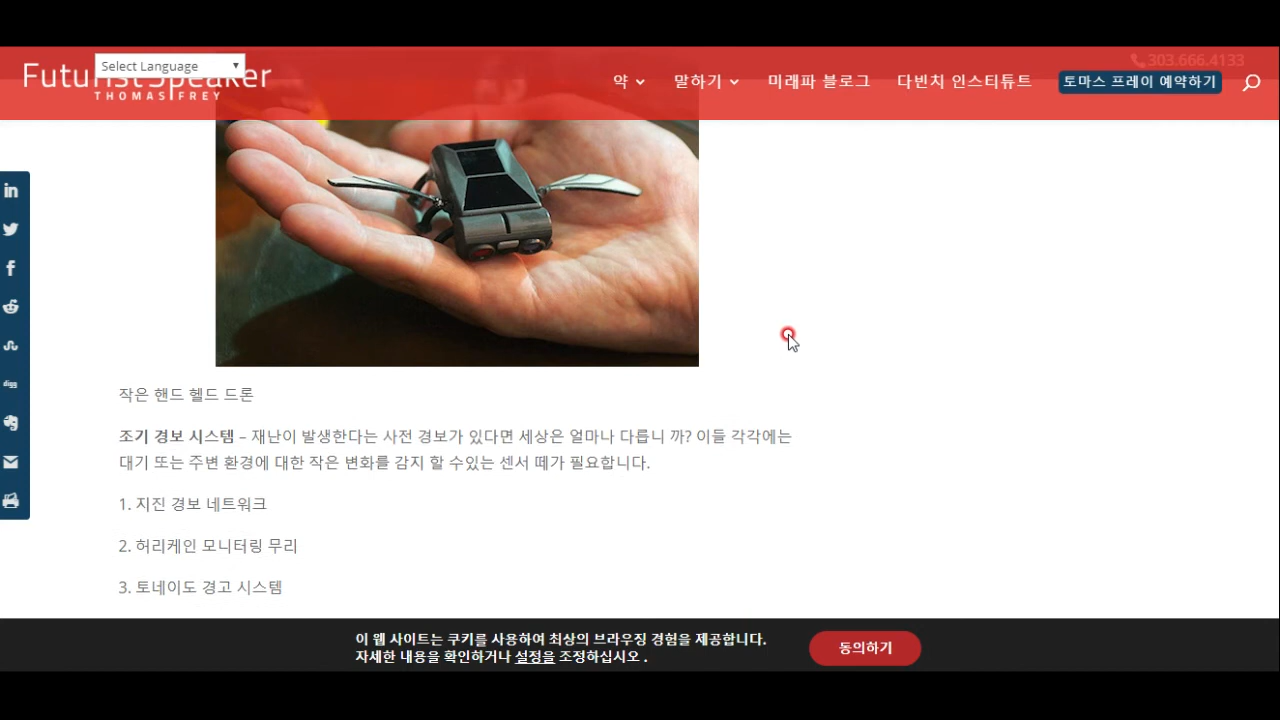 Select Language ▼
Futurist Speaker
THOMAS FREY
303.666.4133
약
말하기
미래파 블로그
다빈치 인스티튜트
토마스 프레이 예약하기
in
digg
작은 핸드 헬드 드론
조기 경보 시스템 – 재난이 발생한다는 사전 경보가 있다면 세상은 얼마나 다릅니 까? 이들 각각에는
대기 또는 주변 환경에 대한 작은 변화를 감지 할 수있는 센서 떼가 필요합니다.
1. 지진 경보 네트워크
2. 허리케인 모니터링 무리
3. 토네이도 경고 시스템
이 웹 사이트는 쿠키를 사용하여 최상의 브라우징 경험을 제공합니다.
자세한 내용을 확인하거나 설정을 조정하십시오 .
동의하기